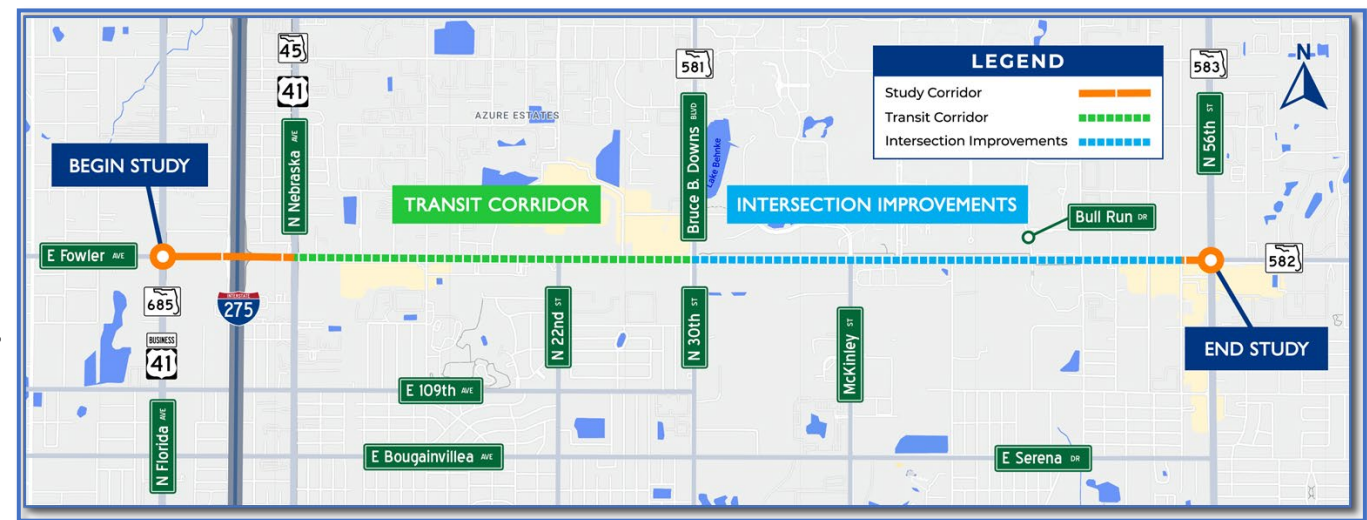 45
41
N Nebraska AVE
AZURE ESTATES
581
Bruce B. Downs BLVD
Lake Behnke
LEGEND
Study Corridor
Transit Corridor
Intersection Improvements
583
N 56th ST
N
BEGIN STUDY
TRANSIT CORRIDOR
INTERSECTION IMPROVEMENTS
Bull Run DR
E Fowler AVE
582
685
INTERSTATE
275
BUSINESS
41
N Florida AVE
N 22nd ST
N 30th ST
McKinley ST
END STUDY
E 109th AVE
E Bougainvillea AVE
E Serena DR